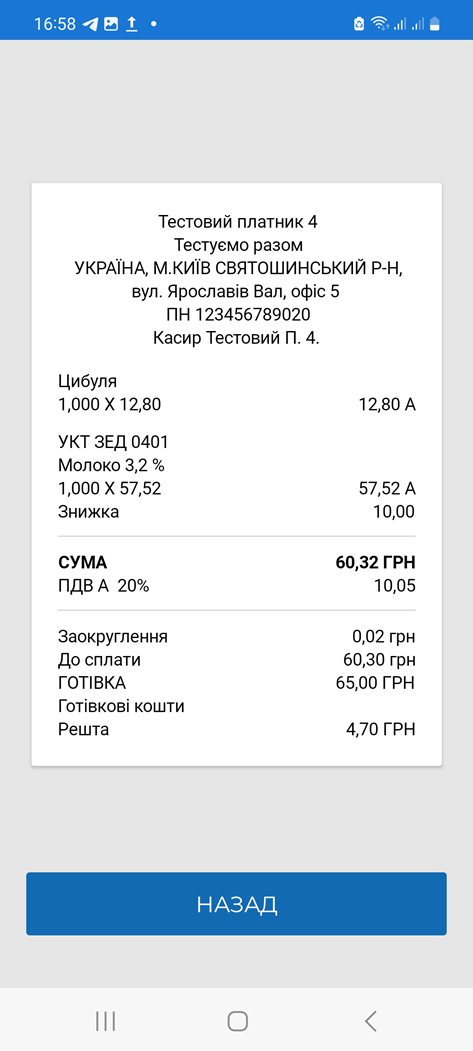 16:58
Тестовий платник 4
Тестуємо разом
УКРАЇНА, М.КИЇВ СВЯТОШИНСЬКИЙ Р-Н,
вул. Ярославів Вал, офіс 5
ПН 123456789020
Касир Тестовий П. 4.
Цибуля
1,000 X 12,80 12,80 А
УКТ ЗЕД 0401
Молоко 3,2 %
1,000 X 57,52 57,52 А
Знижка 10,00
СУМА 60,32 ГРН
ПДВ А 20% 10,05
Заокруглення 0,02 грн
До сплати 60,30 грн
ГОТІВКА 65,00 ГРН
Готівкові кошти
Решта 4,70 ГРН
НАЗАД